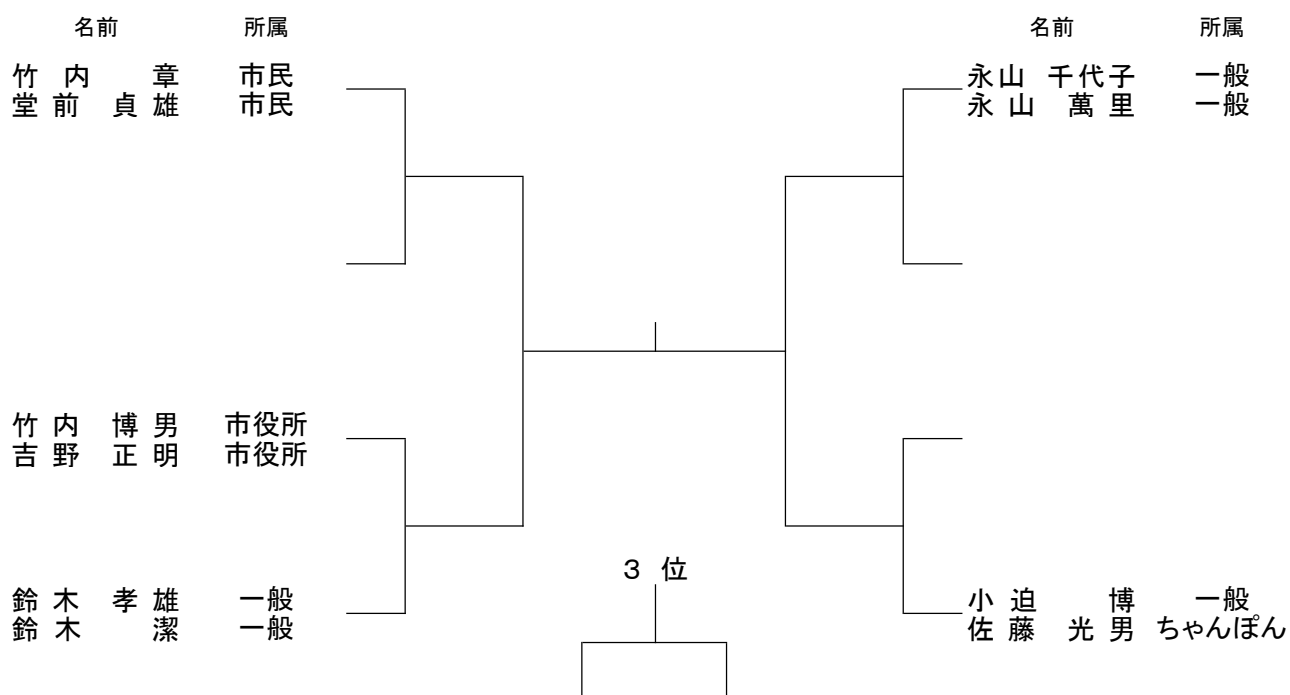 名前 所属
竹内 章 市民
堂前 貞雄 市民
竹内 博男 市役所
吉野 正明 市役所
鈴木 孝雄 一般
鈴木 潔 一般
3 位
名前 所属
永山 千代子 一般
永山 萬里 一般
小迫 博 一般
佐藤 光男 ちゃんぽん